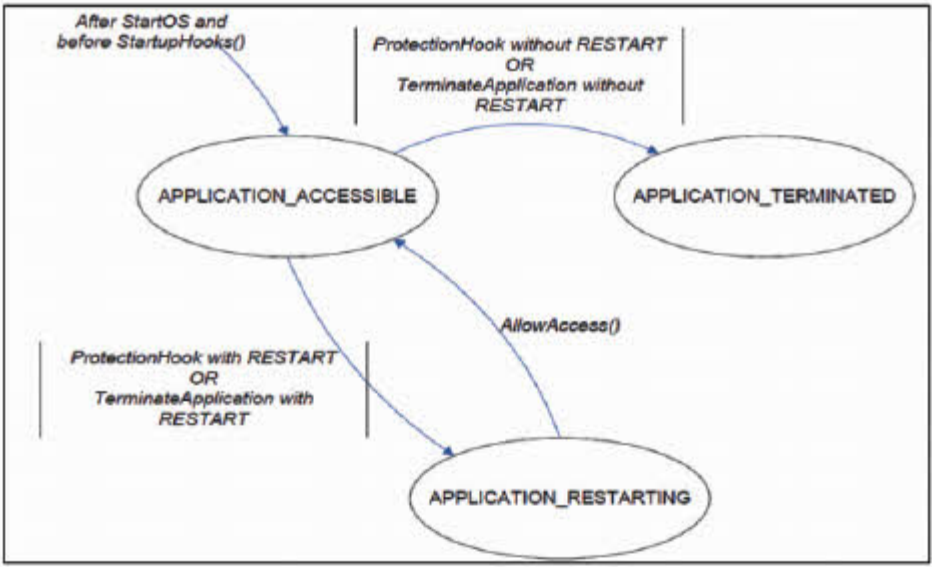 After StartOS and
before StartupHooks()
ProtectionHook without RESTART
OR
TerminateApplication without
RESTART
APPLICATION_ACCESSIBLE
APPLICATION_TERMINATED
AllowAccess()
ProtectionHook with RESTART
OR
TerminateApplication with
RESTART
APPLICATION_RESTARTING